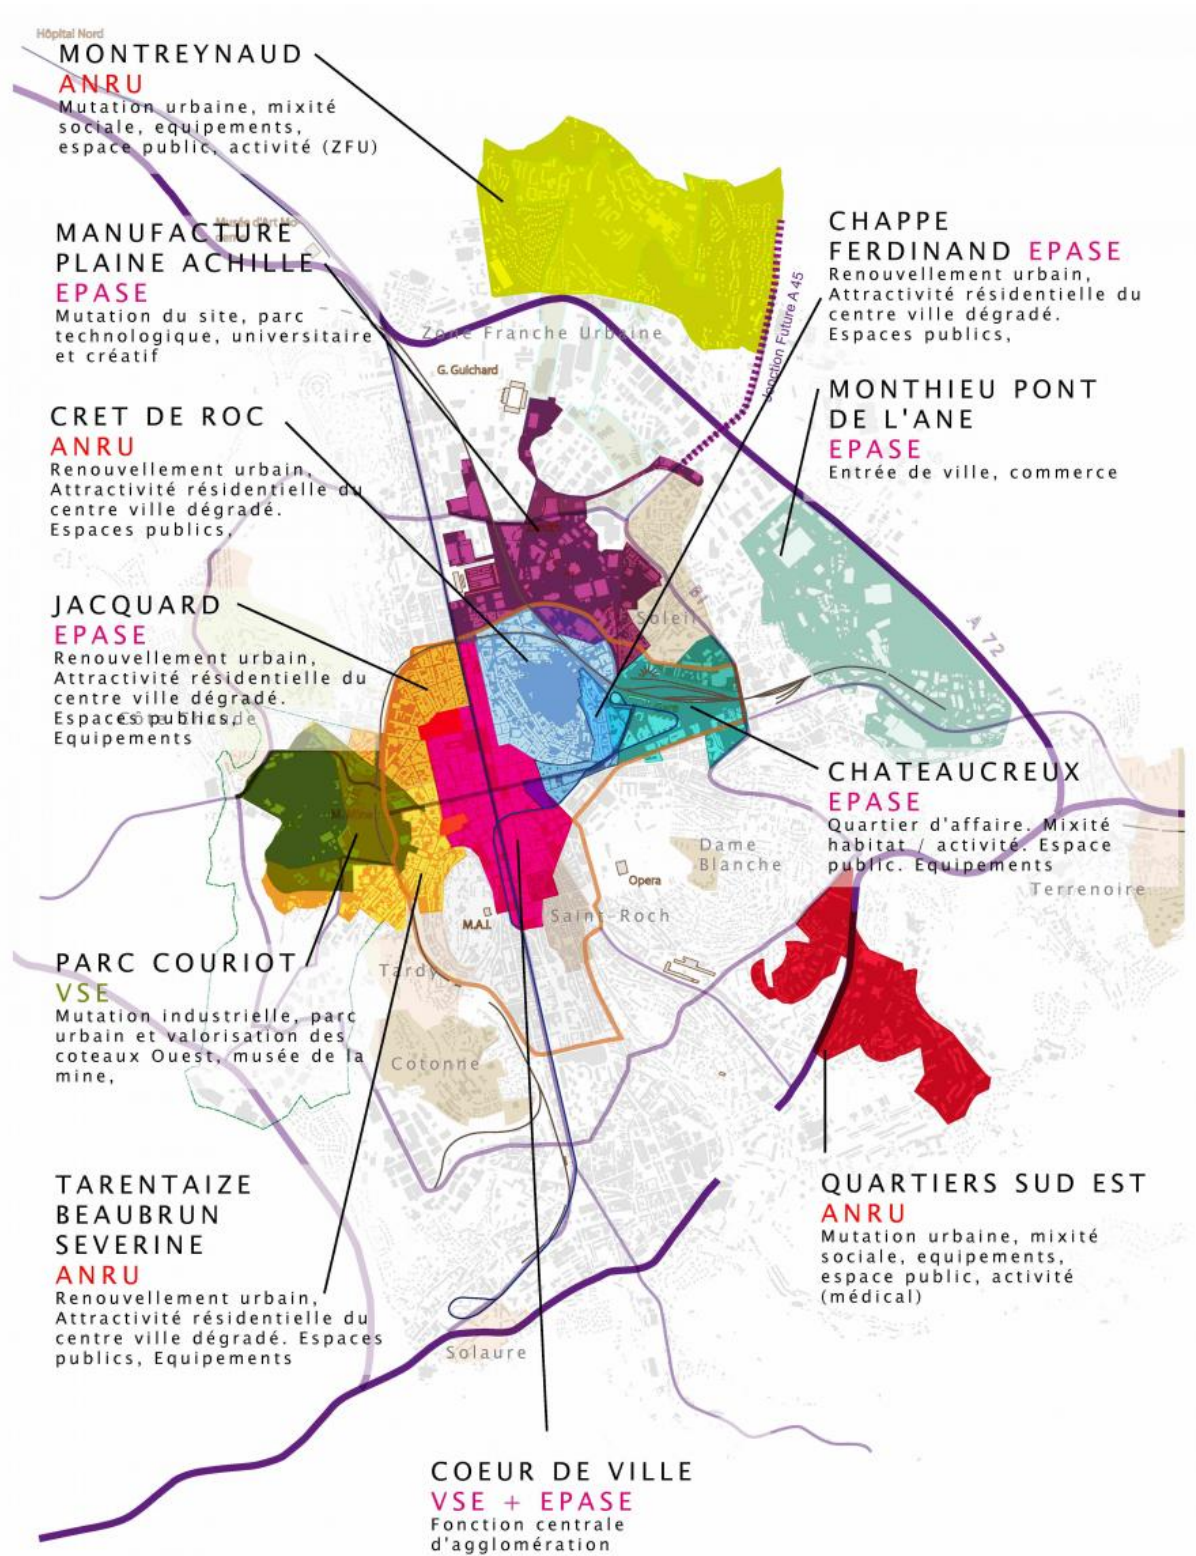 Hôpital Nord
MONTREYNAUD
ANRU
Mutation urbaine, mixité
sociale, equipements,
espace public, activité (ZFU)
Musée d'Art Mo-
MANUFACTURE
PLAINE ACHILLE
EPASE
Mutation du site, parc
technologique, universitaire
et créatif
CRET DE ROC
ANRU
Renouvellement urbain,
Attractivité résidentielle du
centre ville dégradé.
Espaces publics,
JACQUARD
EPASE
Renouvellement urbain,
Attractivité résidentielle du
centre ville dégradé.
Espaces publics,
Equipements
PARC COURIOT
VSE
Mutation industrielle, parc
urbain et valorisation des
coteaux Ouest, musée de la
mine,
TARENTAIZE
BEAUBRUN
SEVERINE
ANRU
Renouvellement urbain,
Attractivité résidentielle du
centre ville dégradé. Espaces
publics, Equipements
Zone Franche Urbaine
G. Guichard
Jonction Future A 45
Soleil
A 72
Dame
Blanche
Opera
Saint-Roch
M.A.I.
Tardy
Cotonne
Solaure
Terrenoire
CHAPPE
FERDINAND EPASE
Renouvellement urbain,
Attractivité résidentielle du
centre ville dégradé.
Espaces publics,
MONTHIEU PONT
DE L'ANE
EPASE
Entrée de ville, commerce
CHATEAUCREUX
EPASE
Quartier d'affaire. Mixité
habitat / activité. Espace
public. Equipements
QUARTIERS SUD EST
ANRU
Mutation urbaine, mixité
sociale, equipements,
espace public, activité
(médical)
COEUR DE VILLE
VSE + EPASE
Fonction centrale
d'agglomération